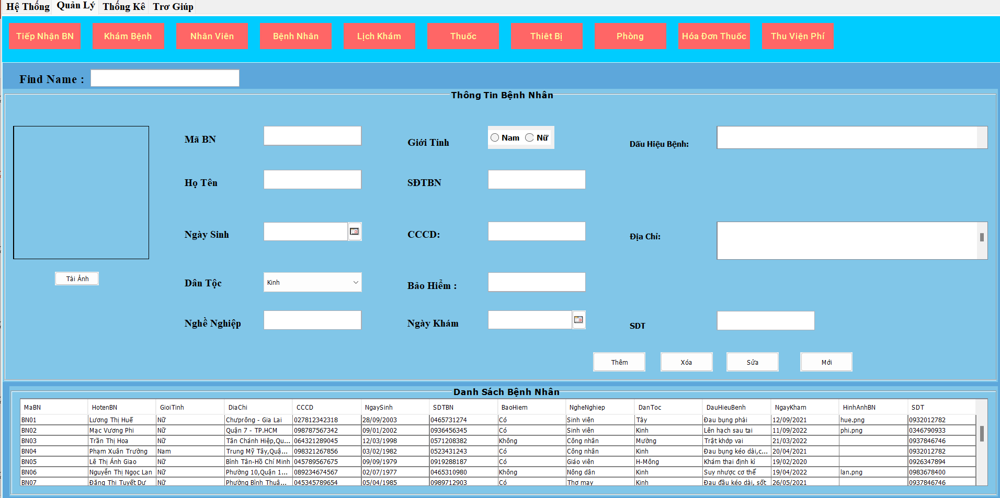 Hệ Thống Quản Lý Thống Kê Trơ Giúp
Tiếp Nhận BN Khám Bệnh Nhân Viên Bệnh Nhân Lịch Khám Thuốc Thiêt Bị Phòng Hóa Đơn Thuốc Thu Viện Phí
Find Name :
Thông Tin Bệnh Nhân
Mã BN Giới Tính Nam Nữ Dấu Hiệu Bệnh:
Họ Tên SĐTBN
Ngày Sinh CCCD: Địa Chỉ:
Tải Ảnh
Dân Tộc Kinh Bảo Hiểm :
Nghề Nghiệp Ngày Khám SDT
Thêm Xóa Sửa Mới
Danh Sách Bệnh Nhân
MaBN HotenBN GioiTinh DiaChi CCCD NgaySinh SDTBN BaoHiem NgheNghiep DanToc DauHieuBenh NgayKham HinhAnhBN SDT
BN01 Lương Thị Huế Nữ Chưprông - Gia Lai 027812342318 28/09/2003 0465731274 Có Sinh viên Tày Đau bụng phải 12/09/2021 hue.png 0932012782
BN02 Mạc Vương Phi Nữ Quận 7 - TP.HCM 098787567342 09/01/2002 0936456345 Có Sinh viên Kinh Lên hạch sau tai 11/09/2022 phi.png 0346790933
BN03 Trần Thị Hoa Nữ Tân Chánh Hiệp,Qu... 064321289045 12/03/1998 0571208382 Không Công nhân Mường Trật khớp vai 21/03/2022 0937846746
BN04 Phạm Xuân Trường Nam Trung Mỹ Tây,Quậ... 098321267856 03/02/1982 0523431243 Có Công nhân Kinh Đau bụng kéo dài,c... 20/04/2021 0932012782
BN05 Lê Thị Ánh Giao Nữ Bình Tân-Hồ Chí Minh 045789567675 09/09/1979 0919288187 Có Giáo viên H-Mông Khám thai định kì 19/02/2020 0926347894
BN06 Nguyễn Thị Ngọc Lan Nữ Phường 10,Quận 1... 089234674567 02/07/1977 0465310980 Không Nông dân Kinh Suy nhược cơ thể 19/04/2022 lan.png 0983678400
BN07 Đặng Thị Tuyết Dư Nữ Phường Bình Thuậ... 045345789654 05/04/1985 0989712903 Có Thợ may Kinh Đau đầu kéo dài, sốt 26/05/2021 0937846746